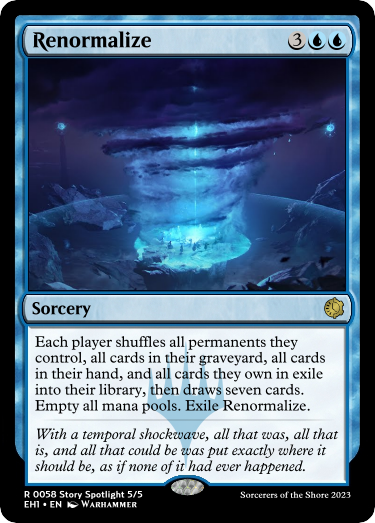 Renormalize 3
Sorcery
Each player shuffles all permanents they
control, all cards in their graveyard, all cards
in their hand, and all cards they own in exile
into their library, then draws seven cards.
Empty all mana pools. Exile Renormalize.
With a temporal shockwave, all that was, all that
is, and all that could be was put exactly where it
should be, as if none of it had ever happened.
R 0058 Story Spotlight 5/5 Sorcerers of the Shore 2023
EH1 • EN Warhammer